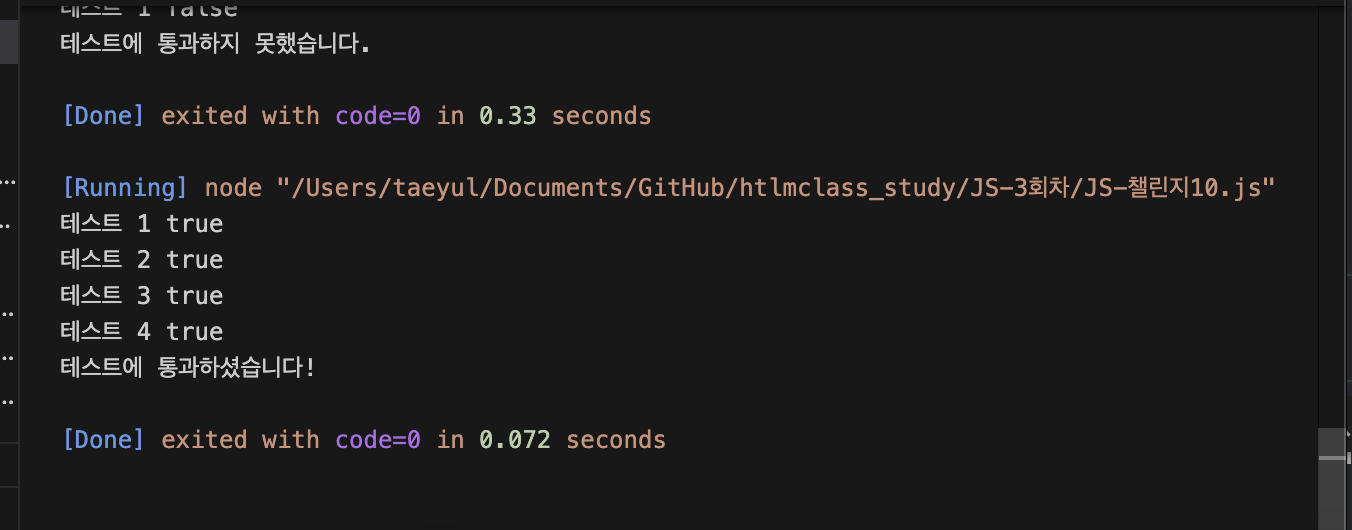 테스트 1 false
테스트에 통과하지 못했습니다.
[Done] exited with code=0 in 0.33 seconds
[Running] node "/Users/taeyul/Documents/GitHub/htlmclass_study/JS-3회차/JS-챌린지10.js"
테스트 1 true
테스트 2 true
테스트 3 true
테스트 4 true
테스트에 통과하셨습니다!
[Done] exited with code=0 in 0.072 seconds